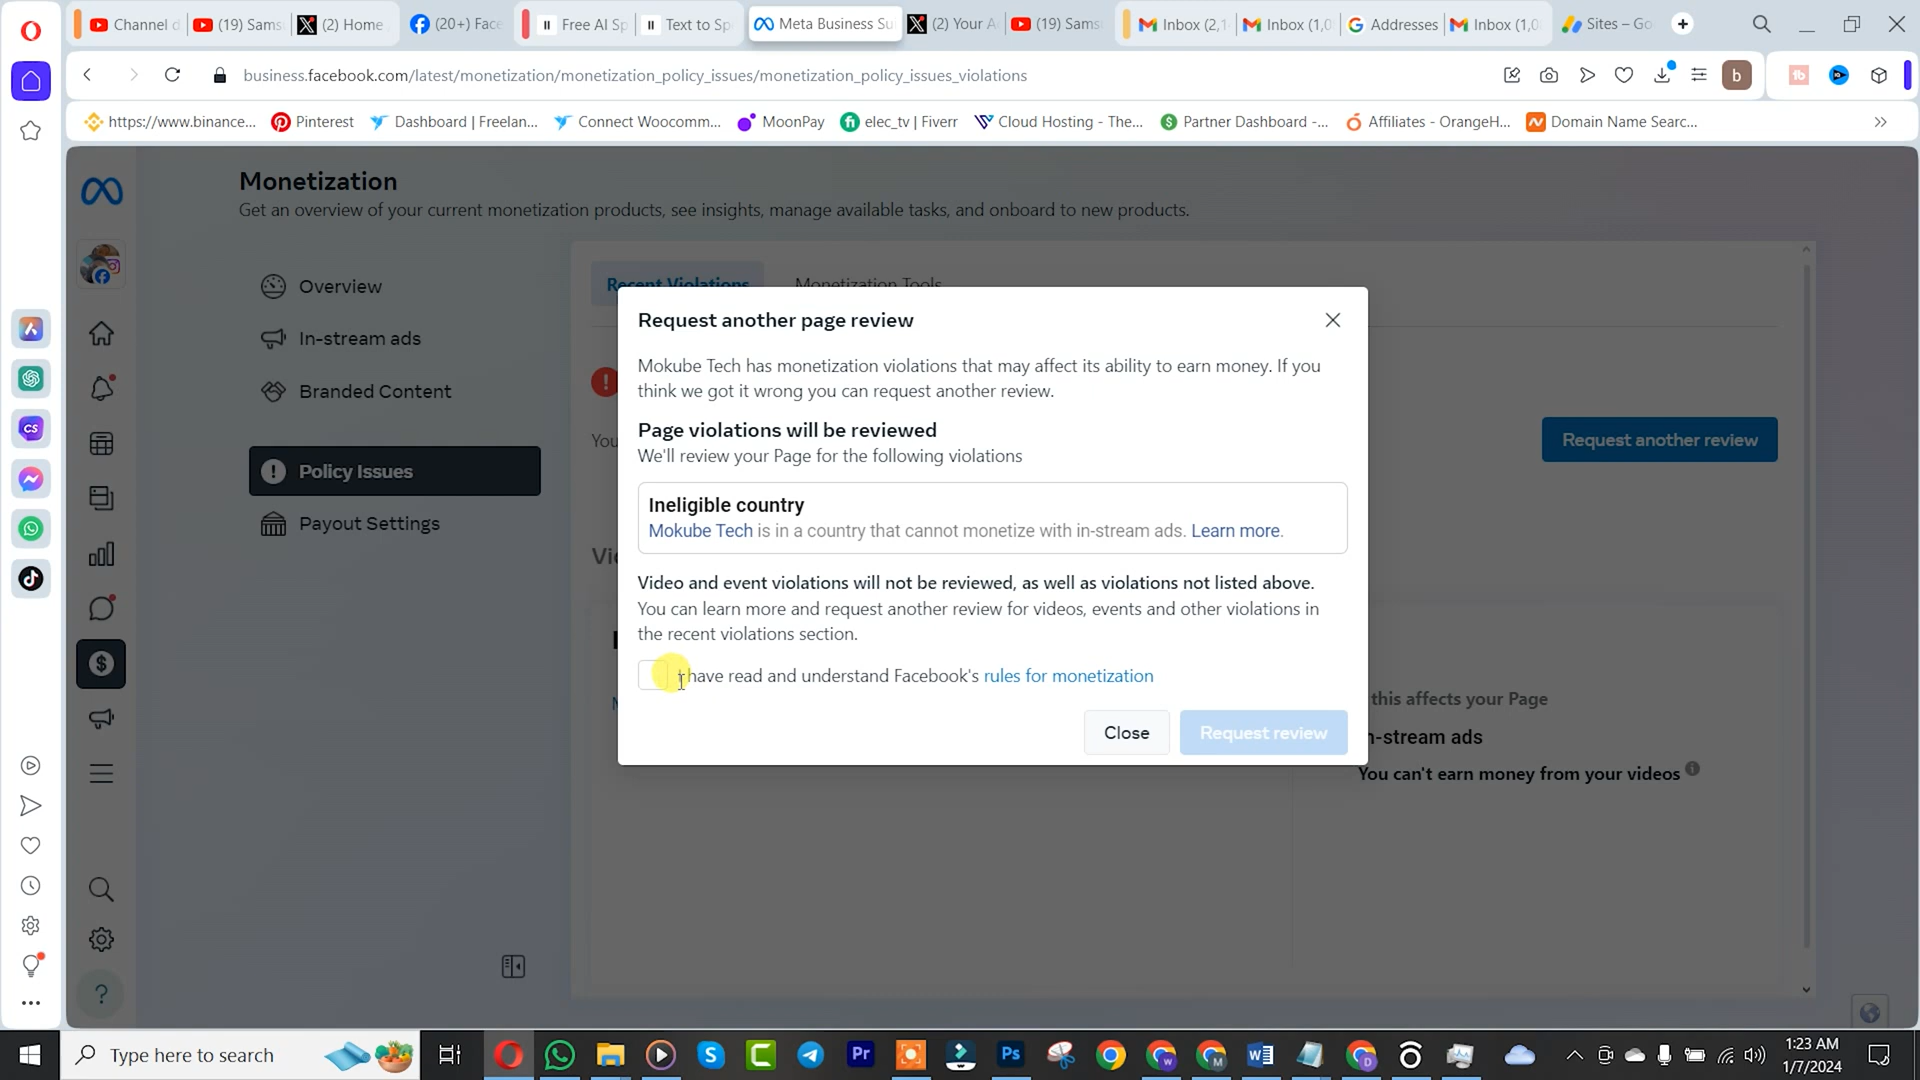 Channel d
(19) Sams
(2) Home
(20+) Face
Free AI Sp
Text to Sp
Meta Business Su
(2) Your A
(19) Sams
Inbox (2,1
Inbox (1,0
Addresses
Inbox (1,0
Sites – Go
business.facebook.com/latest/monetization/monetization_policy_issues/monetization_policy_issues_violations
b
https://www.binance...
Pinterest
Dashboard | Freelan...
Connect Woocomm...
MoonPay
elec_tv | Fiverr
Cloud Hosting - The...
Partner Dashboard -...
Affiliates - OrangeH...
Domain Name Searc...
Monetization
Get an overview of your current monetization products, see insights, manage available tasks, and onboard to new products.
Overview
In-stream ads
Branded Content
Policy Issues
Payout Settings
Recent Violations
Monetization Tools
You
Request another review
Request another page review
Mokube Tech has monetization violations that may affect its ability to earn money. If you
think we got it wrong you can request another review.
Page violations will be reviewed
We'll review your Page for the following violations
Ineligible country
Mokube Tech is in a country that cannot monetize with in-stream ads. Learn more.
Video and event violations will not be reviewed, as well as violations not listed above.
You can learn more and request another review for videos, events and other violations in
the recent violations section.
I have read and understand Facebook's rules for monetization
Close
Request review
this affects your Page
n-stream ads
You can't earn money from your videos
CS
Type here to search
1:23 AM
1/7/2024